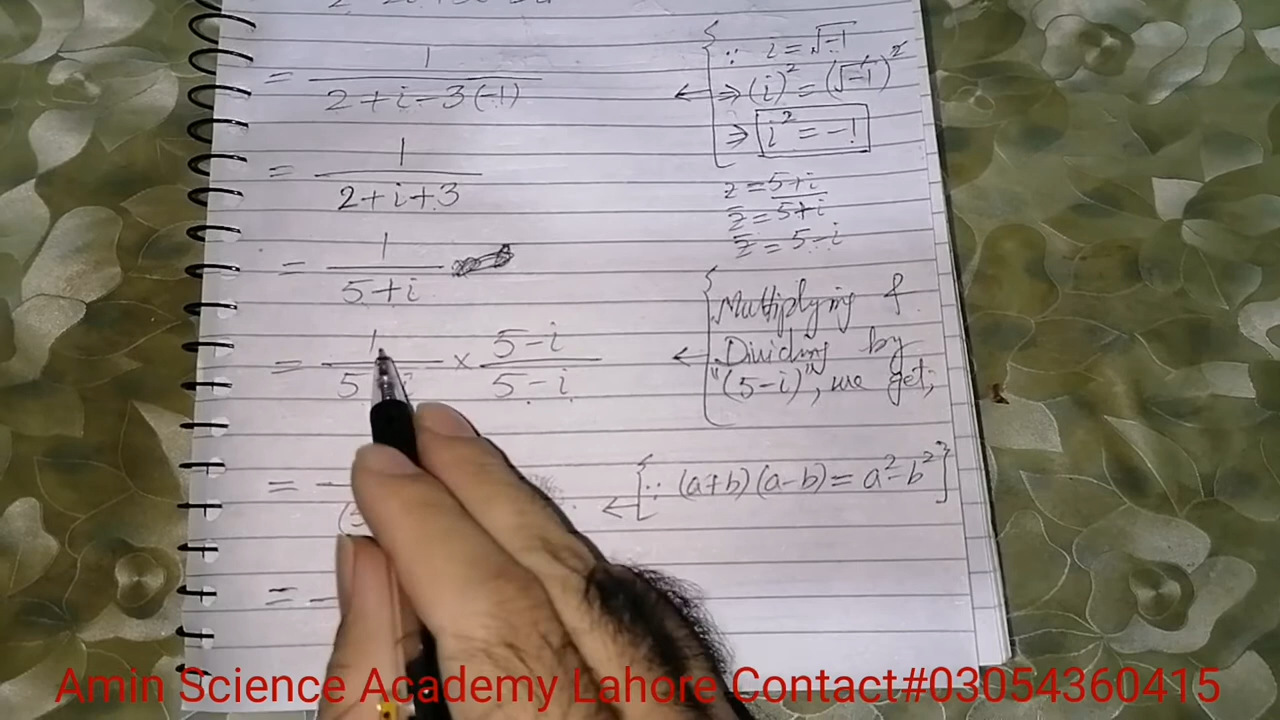 = 1 / 2+i-3(-1)
= 1 / 2+i+3
= 1 / 5+i
= 1 / 5 i × 5-i / 5-i
=
=
{∵ i = √-1
← ⇒ (i)² = (√-1)²
⇒ i² = -1
z = 5+i
z̅ = 5+i
z̅ = 5-i
{Multiplying &
← Dividing by
"(5-i)", we get;
← {∵ (a+b)(a-b) = a²-b²}
Amin Science Academy Lahore Contact#03054360415